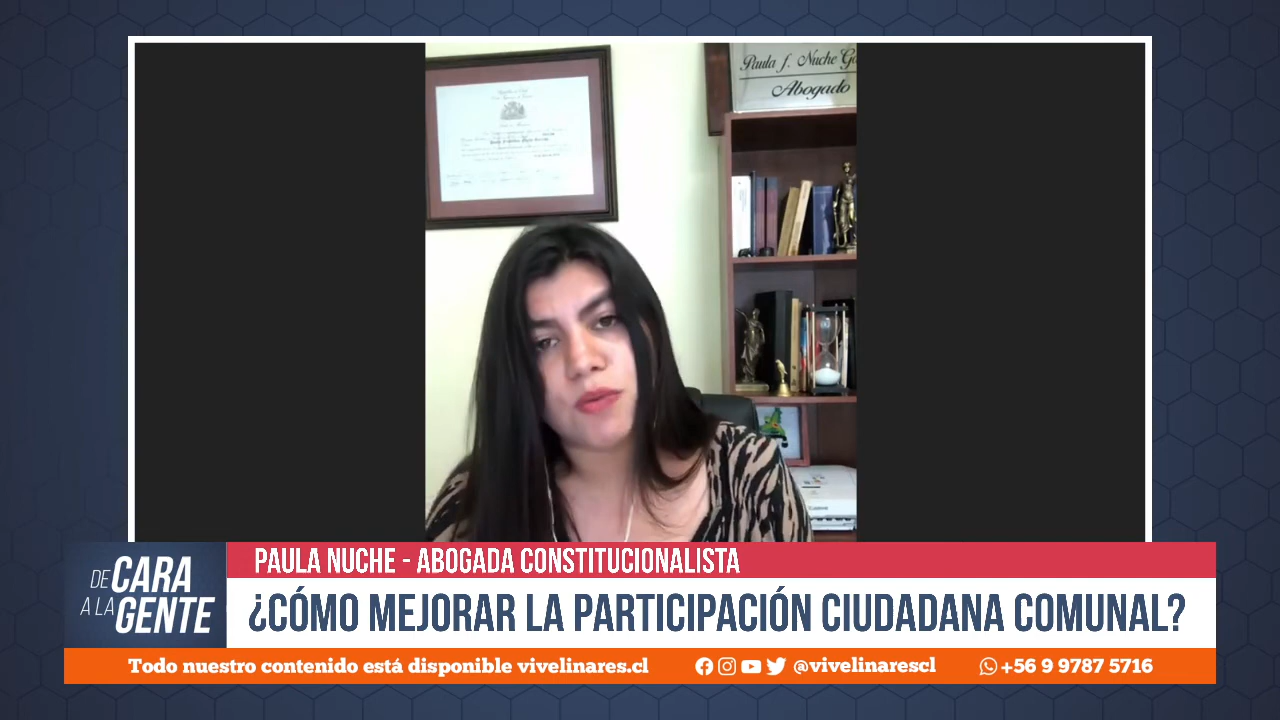 Paula J. Nuche Ga
Abogado
PAULA NUCHE - ABOGADA CONSTITUCIONALISTA
DE CARA
A LA GENTE
¿CÓMO MEJORAR LA PARTICIPACIÓN CIUDADANA COMUNAL?
Todo nuestro contenido está disponible vivelinares.cl
@vivelinarescl
+56 9 9787 5716